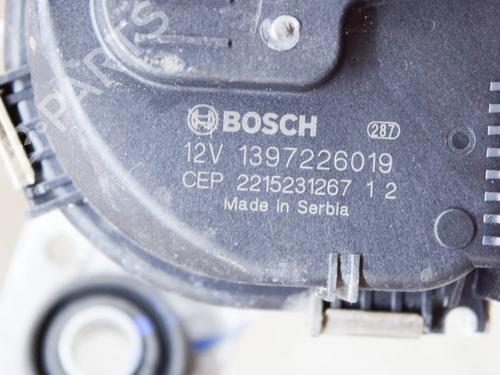 BOSCH 287
12V 1397226019
CEP 2215231267 1 2
Made in Serbia